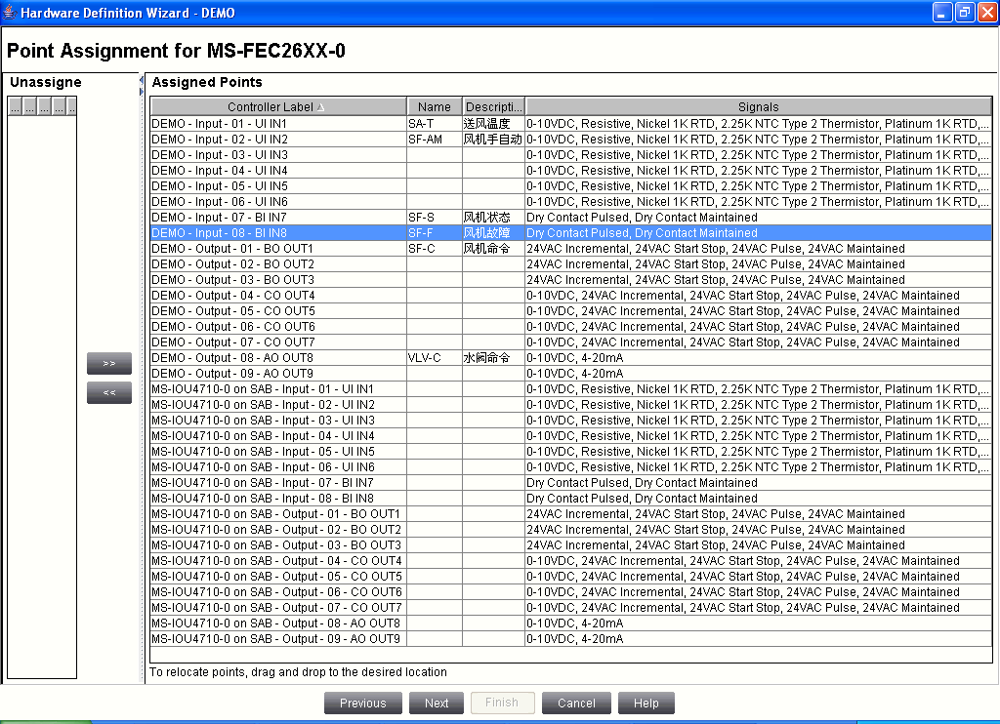 Hardware Definition Wizard - DEMO
Point Assignment for MS-FEC26XX-0
Unassigne
Assigned Points
... ... ... ... ..
Controller Label Name Descripti... Signals
DEMO - Input - 01 - UI IN1 SA-T 送风温度 0-10VDC, Resistive, Nickel 1K RTD, 2.25K NTC Type 2 Thermistor, Platinum 1K RTD,...
DEMO - Input - 02 - UI IN2 SF-AM 风机手自动 0-10VDC, Resistive, Nickel 1K RTD, 2.25K NTC Type 2 Thermistor, Platinum 1K RTD,...
DEMO - Input - 03 - UI IN3 0-10VDC, Resistive, Nickel 1K RTD, 2.25K NTC Type 2 Thermistor, Platinum 1K RTD,...
DEMO - Input - 04 - UI IN4 0-10VDC, Resistive, Nickel 1K RTD, 2.25K NTC Type 2 Thermistor, Platinum 1K RTD,...
DEMO - Input - 05 - UI IN5 0-10VDC, Resistive, Nickel 1K RTD, 2.25K NTC Type 2 Thermistor, Platinum 1K RTD,...
DEMO - Input - 06 - UI IN6 0-10VDC, Resistive, Nickel 1K RTD, 2.25K NTC Type 2 Thermistor, Platinum 1K RTD,...
DEMO - Input - 07 - BI IN7 SF-S 风机状态 Dry Contact Pulsed, Dry Contact Maintained
DEMO - Input - 08 - BI IN8 SF-F 风机故障 Dry Contact Pulsed, Dry Contact Maintained
DEMO - Output - 01 - BO OUT1 SF-C 风机命令 24VAC Incremental, 24VAC Start Stop, 24VAC Pulse, 24VAC Maintained
DEMO - Output - 02 - BO OUT2 24VAC Incremental, 24VAC Start Stop, 24VAC Pulse, 24VAC Maintained
DEMO - Output - 03 - BO OUT3 24VAC Incremental, 24VAC Start Stop, 24VAC Pulse, 24VAC Maintained
DEMO - Output - 04 - CO OUT4 0-10VDC, 24VAC Incremental, 24VAC Start Stop, 24VAC Pulse, 24VAC Maintained
DEMO - Output - 05 - CO OUT5 0-10VDC, 24VAC Incremental, 24VAC Start Stop, 24VAC Pulse, 24VAC Maintained
DEMO - Output - 06 - CO OUT6 0-10VDC, 24VAC Incremental, 24VAC Start Stop, 24VAC Pulse, 24VAC Maintained
DEMO - Output - 07 - CO OUT7 0-10VDC, 24VAC Incremental, 24VAC Start Stop, 24VAC Pulse, 24VAC Maintained
DEMO - Output - 08 - AO OUT8 VLV-C 水阀命令 0-10VDC, 4-20mA
DEMO - Output - 09 - AO OUT9 0-10VDC, 4-20mA
MS-IOU4710-0 on SAB - Input - 01 - UI IN1 0-10VDC, Resistive, Nickel 1K RTD, 2.25K NTC Type 2 Thermistor, Platinum 1K RTD,...
MS-IOU4710-0 on SAB - Input - 02 - UI IN2 0-10VDC, Resistive, Nickel 1K RTD, 2.25K NTC Type 2 Thermistor, Platinum 1K RTD,...
MS-IOU4710-0 on SAB - Input - 03 - UI IN3 0-10VDC, Resistive, Nickel 1K RTD, 2.25K NTC Type 2 Thermistor, Platinum 1K RTD,...
MS-IOU4710-0 on SAB - Input - 04 - UI IN4 0-10VDC, Resistive, Nickel 1K RTD, 2.25K NTC Type 2 Thermistor, Platinum 1K RTD,...
MS-IOU4710-0 on SAB - Input - 05 - UI IN5 0-10VDC, Resistive, Nickel 1K RTD, 2.25K NTC Type 2 Thermistor, Platinum 1K RTD,...
MS-IOU4710-0 on SAB - Input - 06 - UI IN6 0-10VDC, Resistive, Nickel 1K RTD, 2.25K NTC Type 2 Thermistor, Platinum 1K RTD,...
MS-IOU4710-0 on SAB - Input - 07 - BI IN7 Dry Contact Pulsed, Dry Contact Maintained
MS-IOU4710-0 on SAB - Input - 08 - BI IN8 Dry Contact Pulsed, Dry Contact Maintained
MS-IOU4710-0 on SAB - Output - 01 - BO OUT1 24VAC Incremental, 24VAC Start Stop, 24VAC Pulse, 24VAC Maintained
MS-IOU4710-0 on SAB - Output - 02 - BO OUT2 24VAC Incremental, 24VAC Start Stop, 24VAC Pulse, 24VAC Maintained
MS-IOU4710-0 on SAB - Output - 03 - BO OUT3 24VAC Incremental, 24VAC Start Stop, 24VAC Pulse, 24VAC Maintained
MS-IOU4710-0 on SAB - Output - 04 - CO OUT4 0-10VDC, 24VAC Incremental, 24VAC Start Stop, 24VAC Pulse, 24VAC Maintained
MS-IOU4710-0 on SAB - Output - 05 - CO OUT5 0-10VDC, 24VAC Incremental, 24VAC Start Stop, 24VAC Pulse, 24VAC Maintained
MS-IOU4710-0 on SAB - Output - 06 - CO OUT6 0-10VDC, 24VAC Incremental, 24VAC Start Stop, 24VAC Pulse, 24VAC Maintained
MS-IOU4710-0 on SAB - Output - 07 - CO OUT7 0-10VDC, 24VAC Incremental, 24VAC Start Stop, 24VAC Pulse, 24VAC Maintained
MS-IOU4710-0 on SAB - Output - 08 - AO OUT8 0-10VDC, 4-20mA
MS-IOU4710-0 on SAB - Output - 09 - AO OUT9 0-10VDC, 4-20mA
>>
<<
To relocate points, drag and drop to the desired location
Previous Next Finish Cancel Help